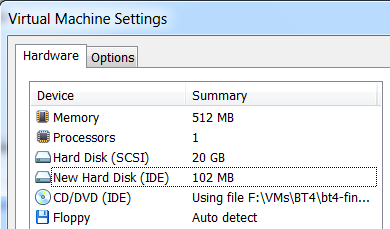 Virtual Machine Settings
Hardware Options
Device Summary
Memory 512 MB
Processors 1
Hard Disk (SCSI) 20 GB
New Hard Disk (IDE) 102 MB
CD/DVD (IDE) Using file F:\VMs\BT4\bt4-fin...
Floppy Auto detect